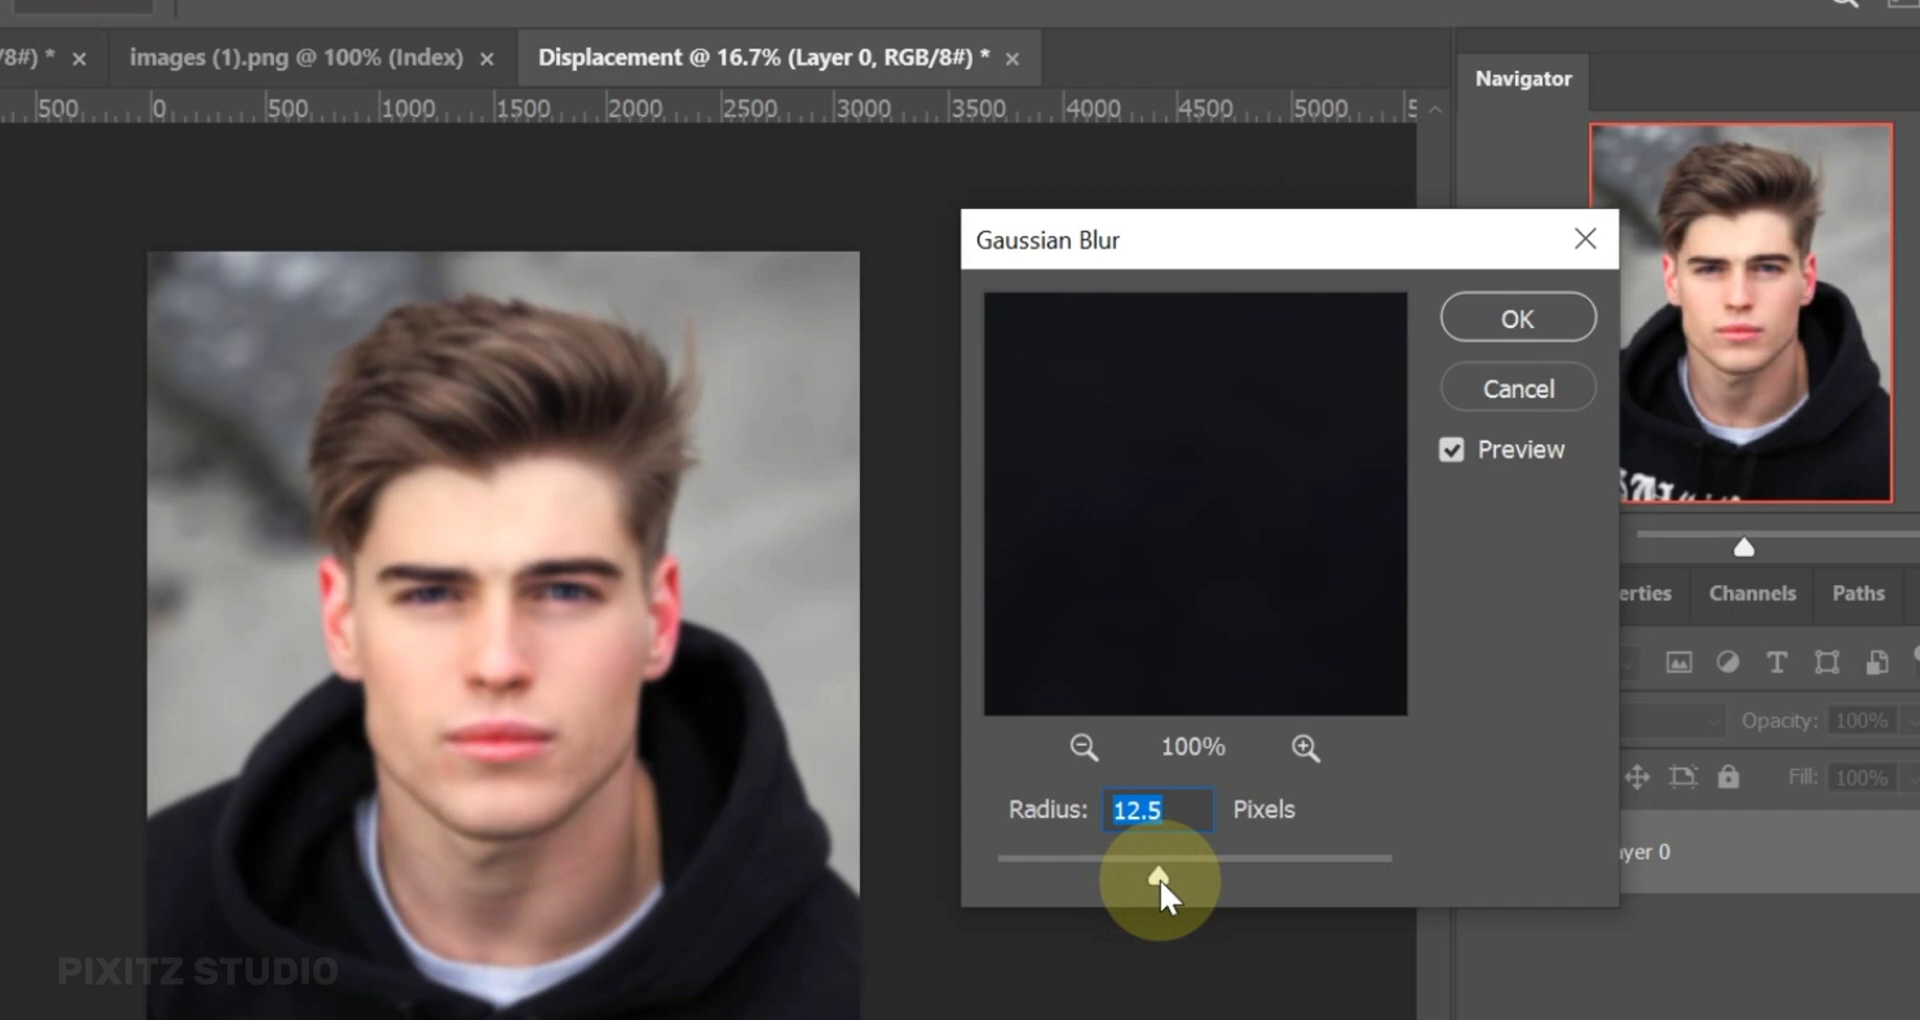 /8#) *
images (1).png @ 100% (Index)
Displacement @ 16.7% (Layer 0, RGB/8#) *
500 0 500 1000 1500 2000 2500 3000 3500 4000 4500 5000 5
Navigator
Gaussian Blur
OK
Cancel
Preview
100%
Radius: 12.5 Pixels
erties Channels Paths
Opacity: 100%
Fill: 100%
ayer 0
PIXITZ STUDIO